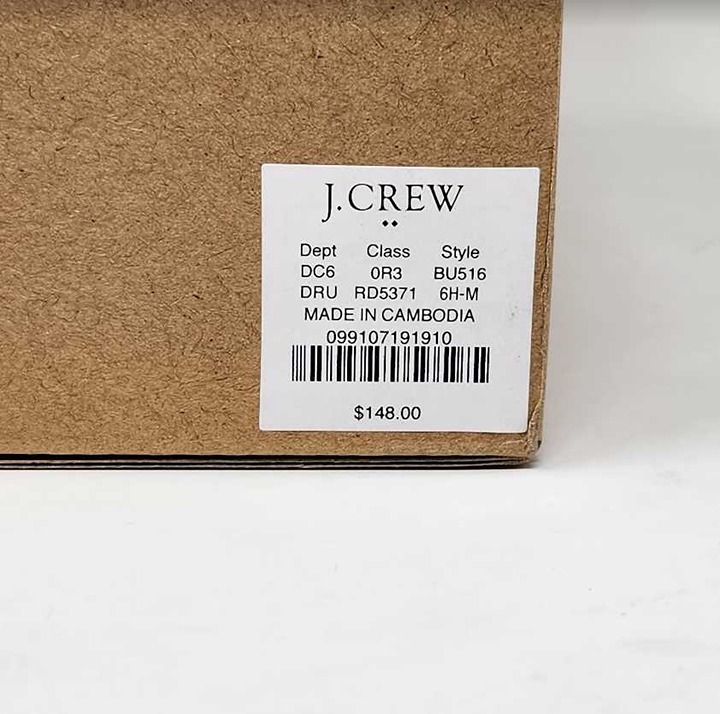 J.CREW
Dept Class Style
DC6 0R3 BU516
DRU RD5371 6H-M
MADE IN CAMBODIA
099107191910
$148.00